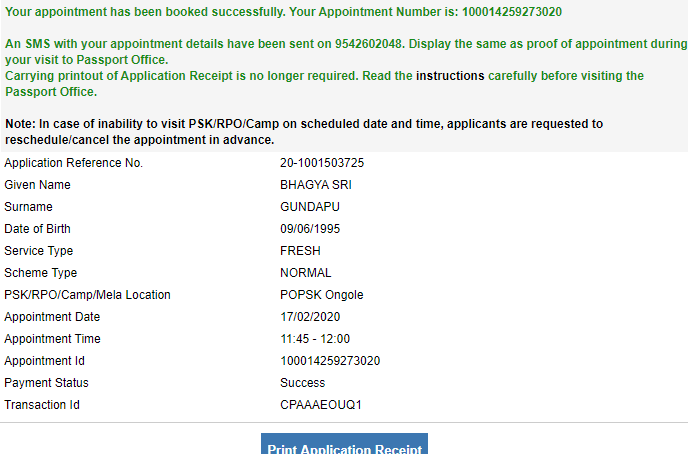 Your appointment has been booked successfully. Your Appointment Number is: 100014259273020
An SMS with your appointment details have been sent on 9542602048. Display the same as proof of appointment during
your visit to Passport Office.
Carrying printout of Application Receipt is no longer required. Read the instructions carefully before visiting the
Passport Office.
Note: In case of inability to visit PSK/RPO/Camp on scheduled date and time, applicants are requested to
reschedule/cancel the appointment in advance.
Application Reference No. 20-1001503725
Given Name BHAGYA SRI
Surname GUNDAPU
Date of Birth 09/06/1995
Service Type FRESH
Scheme Type NORMAL
PSK/RPO/Camp/Mela Location POPSK Ongole
Appointment Date 17/02/2020
Appointment Time 11:45 - 12:00
Appointment Id 100014259273020
Payment Status Success
Transaction Id CPAAAEOUQ1
Print Application Receipt